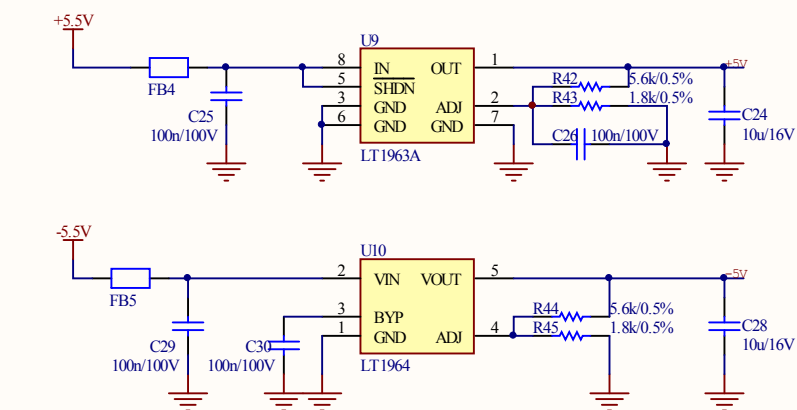 +5.5V
U9
8 IN OUT 1
+5V
FB4
5 SHDN
R42 5.6k/0.5%
3 GND ADJ 2
R43 1.8k/0.5%
C25
6 GND GND 7
C24
100n/100V
C26 100n/100V
10u/16V
LT1963A
-5.5V
U10
2 VIN VOUT 5
-5V
FB5
3 BYP
R44 5.6k/0.5%
1 GND ADJ 4
R45 1.8k/0.5%
C28
C29
C30
10u/16V
100n/100V
100n/100V
LT1964